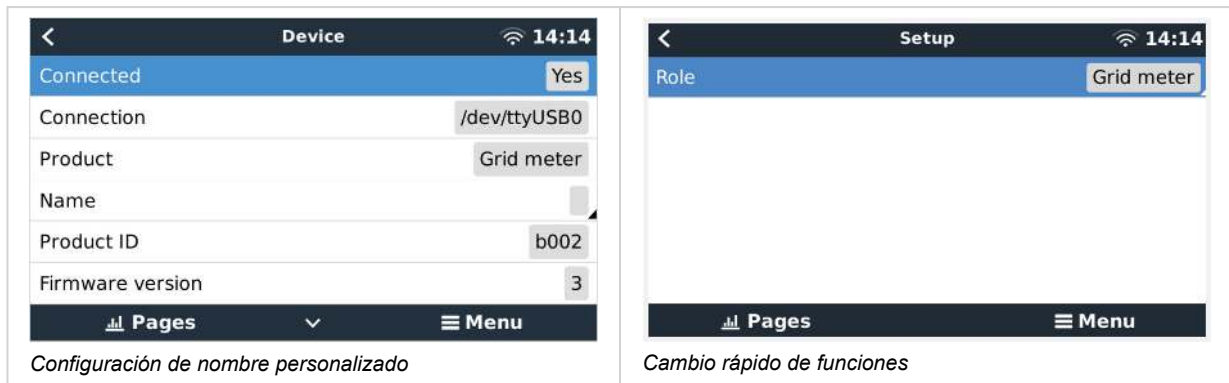 Device 14:14
Connected Yes
Connection /dev/ttyUSB0
Product Grid meter
Name
Product ID b002
Firmware version 3
Pages Menu
Configuración de nombre personalizado
Setup 14:14
Role Grid meter
Pages Menu
Cambio rápido de funciones